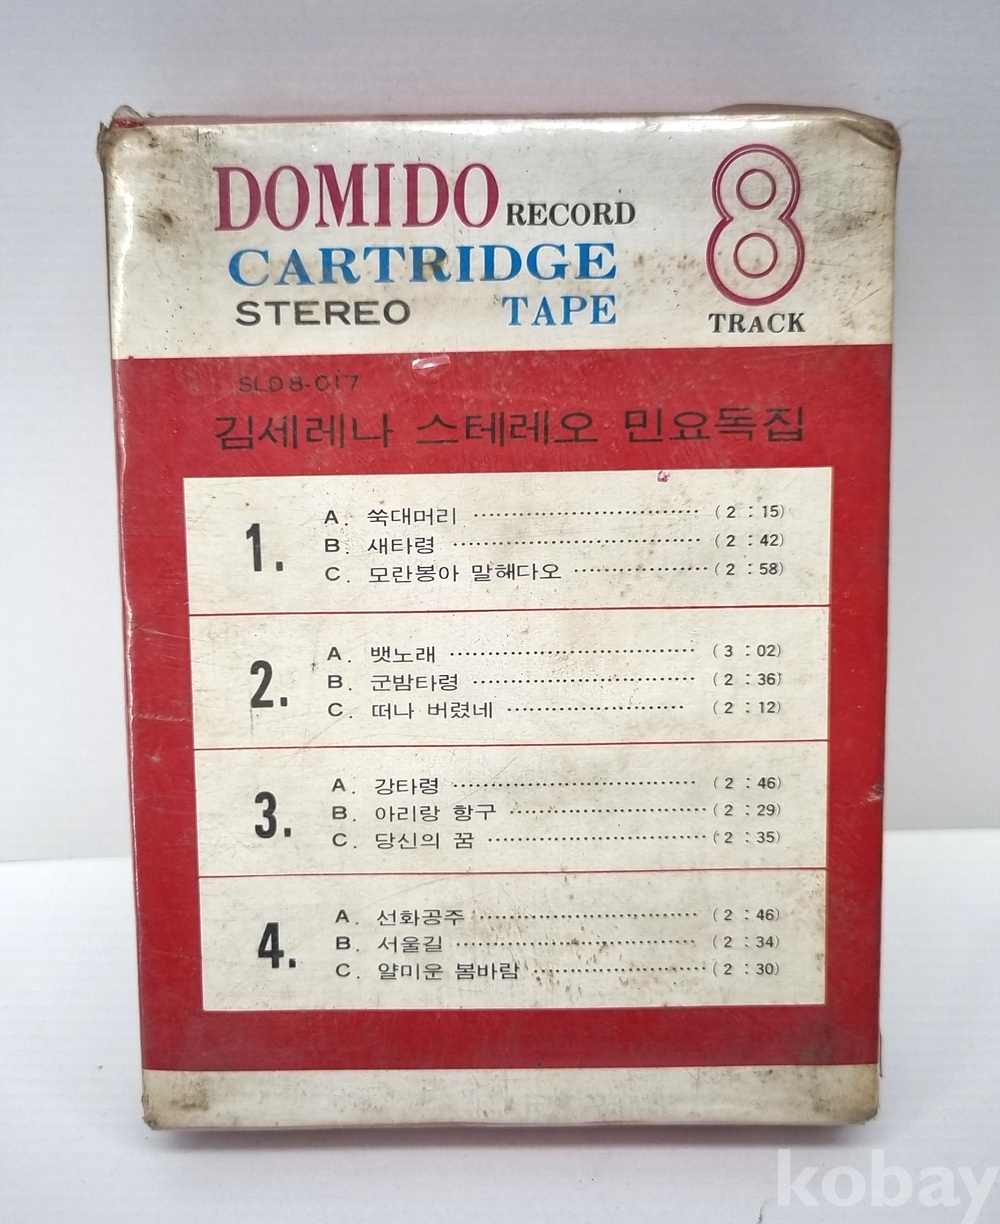 DOMIDO RECORD
CARTRIDGE
STEREO TAPE
8
TRACK
SLD8-017
김세레나 스테레오 민요독집
1.
A. 쑥대머리 ( 2 : 15)
B. 새타령 ( 2 : 42)
C. 모란봉아 말해다오 ( 2 : 58)
2.
A. 뱃노래 ( 3 : 02)
B. 군밤타령 ( 2 : 36)
C. 떠나 버렸네 ( 2 : 12)
3.
A. 강타령 ( 2 : 46)
B. 아리랑 항구 ( 2 : 29)
C. 당신의 꿈 ( 2 : 35)
4.
A. 선화공주 ( 2 : 46)
B. 서울길 ( 2 : 34)
C. 얄미운 봄바람 ( 2 : 30)
kobay